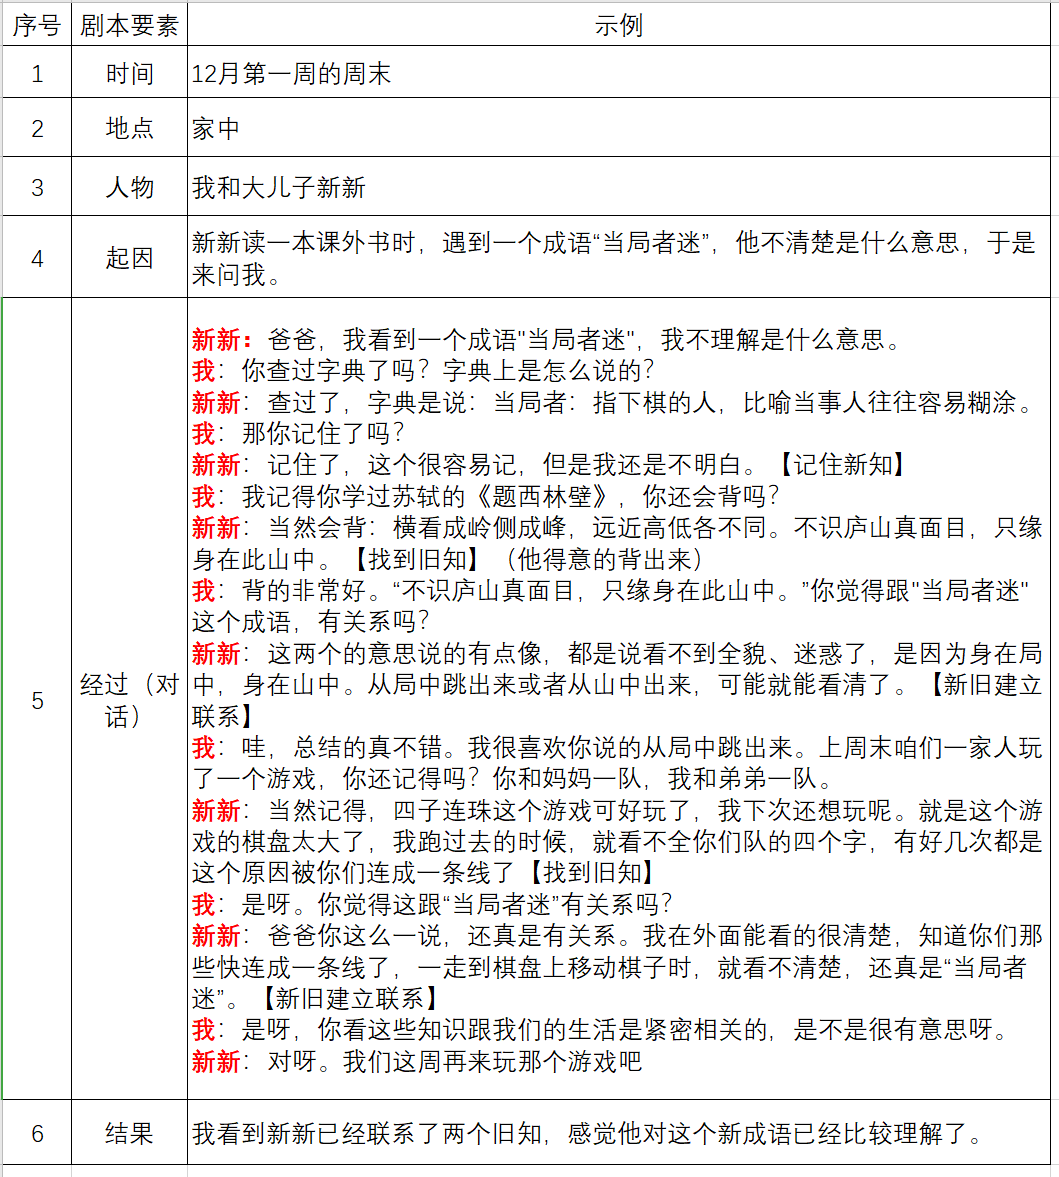 序号 剧本要素 示例
1 时间 12月第一周的周末
2 地点 家中
3 人物 我和大儿子新新
4 起因 新新读一本课外书时，遇到一个成语“当局者迷”，他不清楚是什么意思，于是
来问我。
5 经过（对
话）
新新：爸爸，我看到一个成语"当局者迷"，我不理解是什么意思。
我：你查过字典了吗？字典上是怎么说的？
新新：查过了，字典是说：当局者：指下棋的人，比喻当事人往往容易糊涂。
我：那你记住了吗？
新新：记住了，这个很容易记，但是我还是不明白。【记住新知】
我：我记得你学过苏轼的《题西林壁》，你还会背吗？
新新：当然会背：横看成岭侧成峰，远近高低各不同。不识庐山真面目，只缘
身在此山中。【找到旧知】（他得意的背出来）
我：背的非常好。“不识庐山真面目，只缘身在此山中。”你觉得跟"当局者迷"
这个成语，有关系吗？
新新：这两个的意思说的有点像，都是说看不到全貌、迷惑了，是因为身在局
中，身在山中。从局中跳出来或者从山中出来，可能就能看清了。【新旧建立
联系】
我：哇，总结的真不错。我很喜欢你说的从局中跳出来。上周末咱们一家人玩
了一个游戏，你还记得吗？你和妈妈一队，我和弟弟一队。
新新：当然记得，四子连珠这个游戏可好玩了，我下次还想玩呢。就是这个游
戏的棋盘太大了，我跑过去的时候，就看不全你们队的四个字，有好几次都是
这个原因被你们连成一条线了【找到旧知】
我：是呀。你觉得这跟“当局者迷”有关系吗？
新新：爸爸你这么一说，还真是有关系。我在外面能看的很清楚，知道你们那
些快连成一条线了，一走到棋盘上移动棋子时，就看不清楚，还真是“当局者
迷”。【新旧建立联系】
我：是呀，你看这些知识跟我们的生活是紧密相关的，是不是很有意思呀。
新新：对呀。我们这周再来玩那个游戏吧
6 结果 我看到新新已经联系了两个旧知，感觉他对这个新成语已经比较理解了。